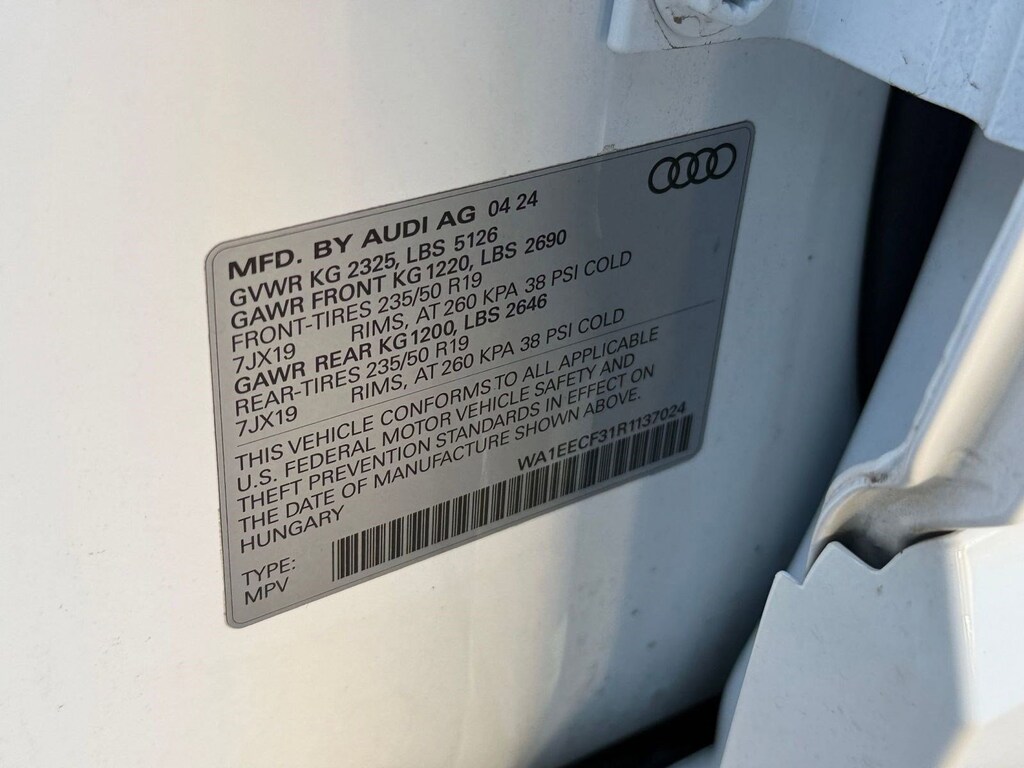 MFD. BY AUDI AG 04 24
GVWR KG 2325, LBS 5126
GAWR FRONT KG 1220, LBS 2690
FRONT-TIRES 235/50 R19
7JX19 RIMS, AT 260 KPA 38 PSI COLD
GAWR REAR KG 1200, LBS 2646
REAR-TIRES 235/50 R19
7JX19 RIMS, AT 260 KPA 38 PSI COLD
THIS VEHICLE CONFORMS TO ALL APPLICABLE
U.S. FEDERAL MOTOR VEHICLE SAFETY AND
THEFT PREVENTION STANDARDS IN EFFECT ON
THE DATE OF MANUFACTURE SHOWN ABOVE.
HUNGARY
WA1EECF31R1137024
TYPE:
MPV